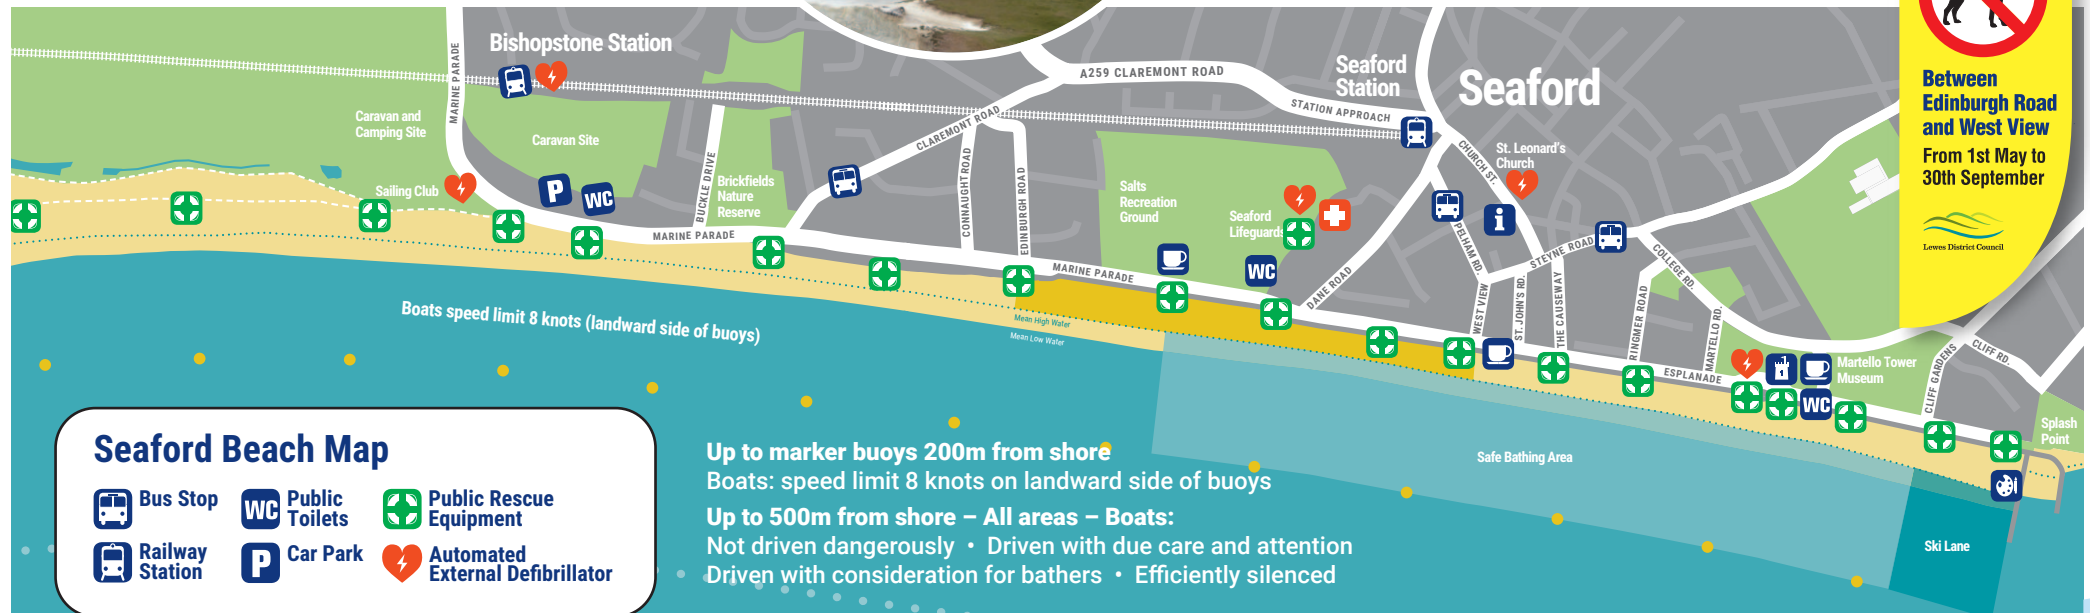 Bishopstone Station
MARINE PARADE
Caravan and
Camping Site
Caravan Site
Sailing Club
P
WC
BUCKLE DRIVE
Brickfields
Nature
Reserve
MARINE PARADE
CLAREMONT ROAD
CONNAUGHT ROAD
EDINBURGH ROAD
A259 CLAREMONT ROAD
Seaford
Station
STATION APPROACH
Seaford
CHURCH ST.
St. Leonard's
Church
Salts
Recreation
Ground
Seaford
Lifeguards
WC
MARINE PARADE
DANE ROAD
PELHAM RD.
i
STEYNE ROAD
WEST VIEW
ST. JOHN'S RD.
THE CAUSEWAY
RINGMER ROAD
COLLEGE RD.
MARTELLO RD.
ESPLANADE
Martello Tower
Museum
1
WC
CLIFF GARDENS
CLIFF RD.
Splash
Point
Between
Edinburgh Road
and West View
From 1st May to
30th September
Lewes District Council
Mean High Water
Mean Low Water
Boats speed limit 8 knots (landward side of buoys)
Safe Bathing Area
Ski Lane
Up to marker buoys 200m from shore
Boats: speed limit 8 knots on landward side of buoys
Up to 500m from shore – All areas – Boats:
Not driven dangerously • Driven with due care and attention
Driven with consideration for bathers • Efficiently silenced
Seaford Beach Map
Bus Stop
WC
Public
Toilets
Public Rescue
Equipment
Railway
Station
P
Car Park
Automated
External Defibrillator